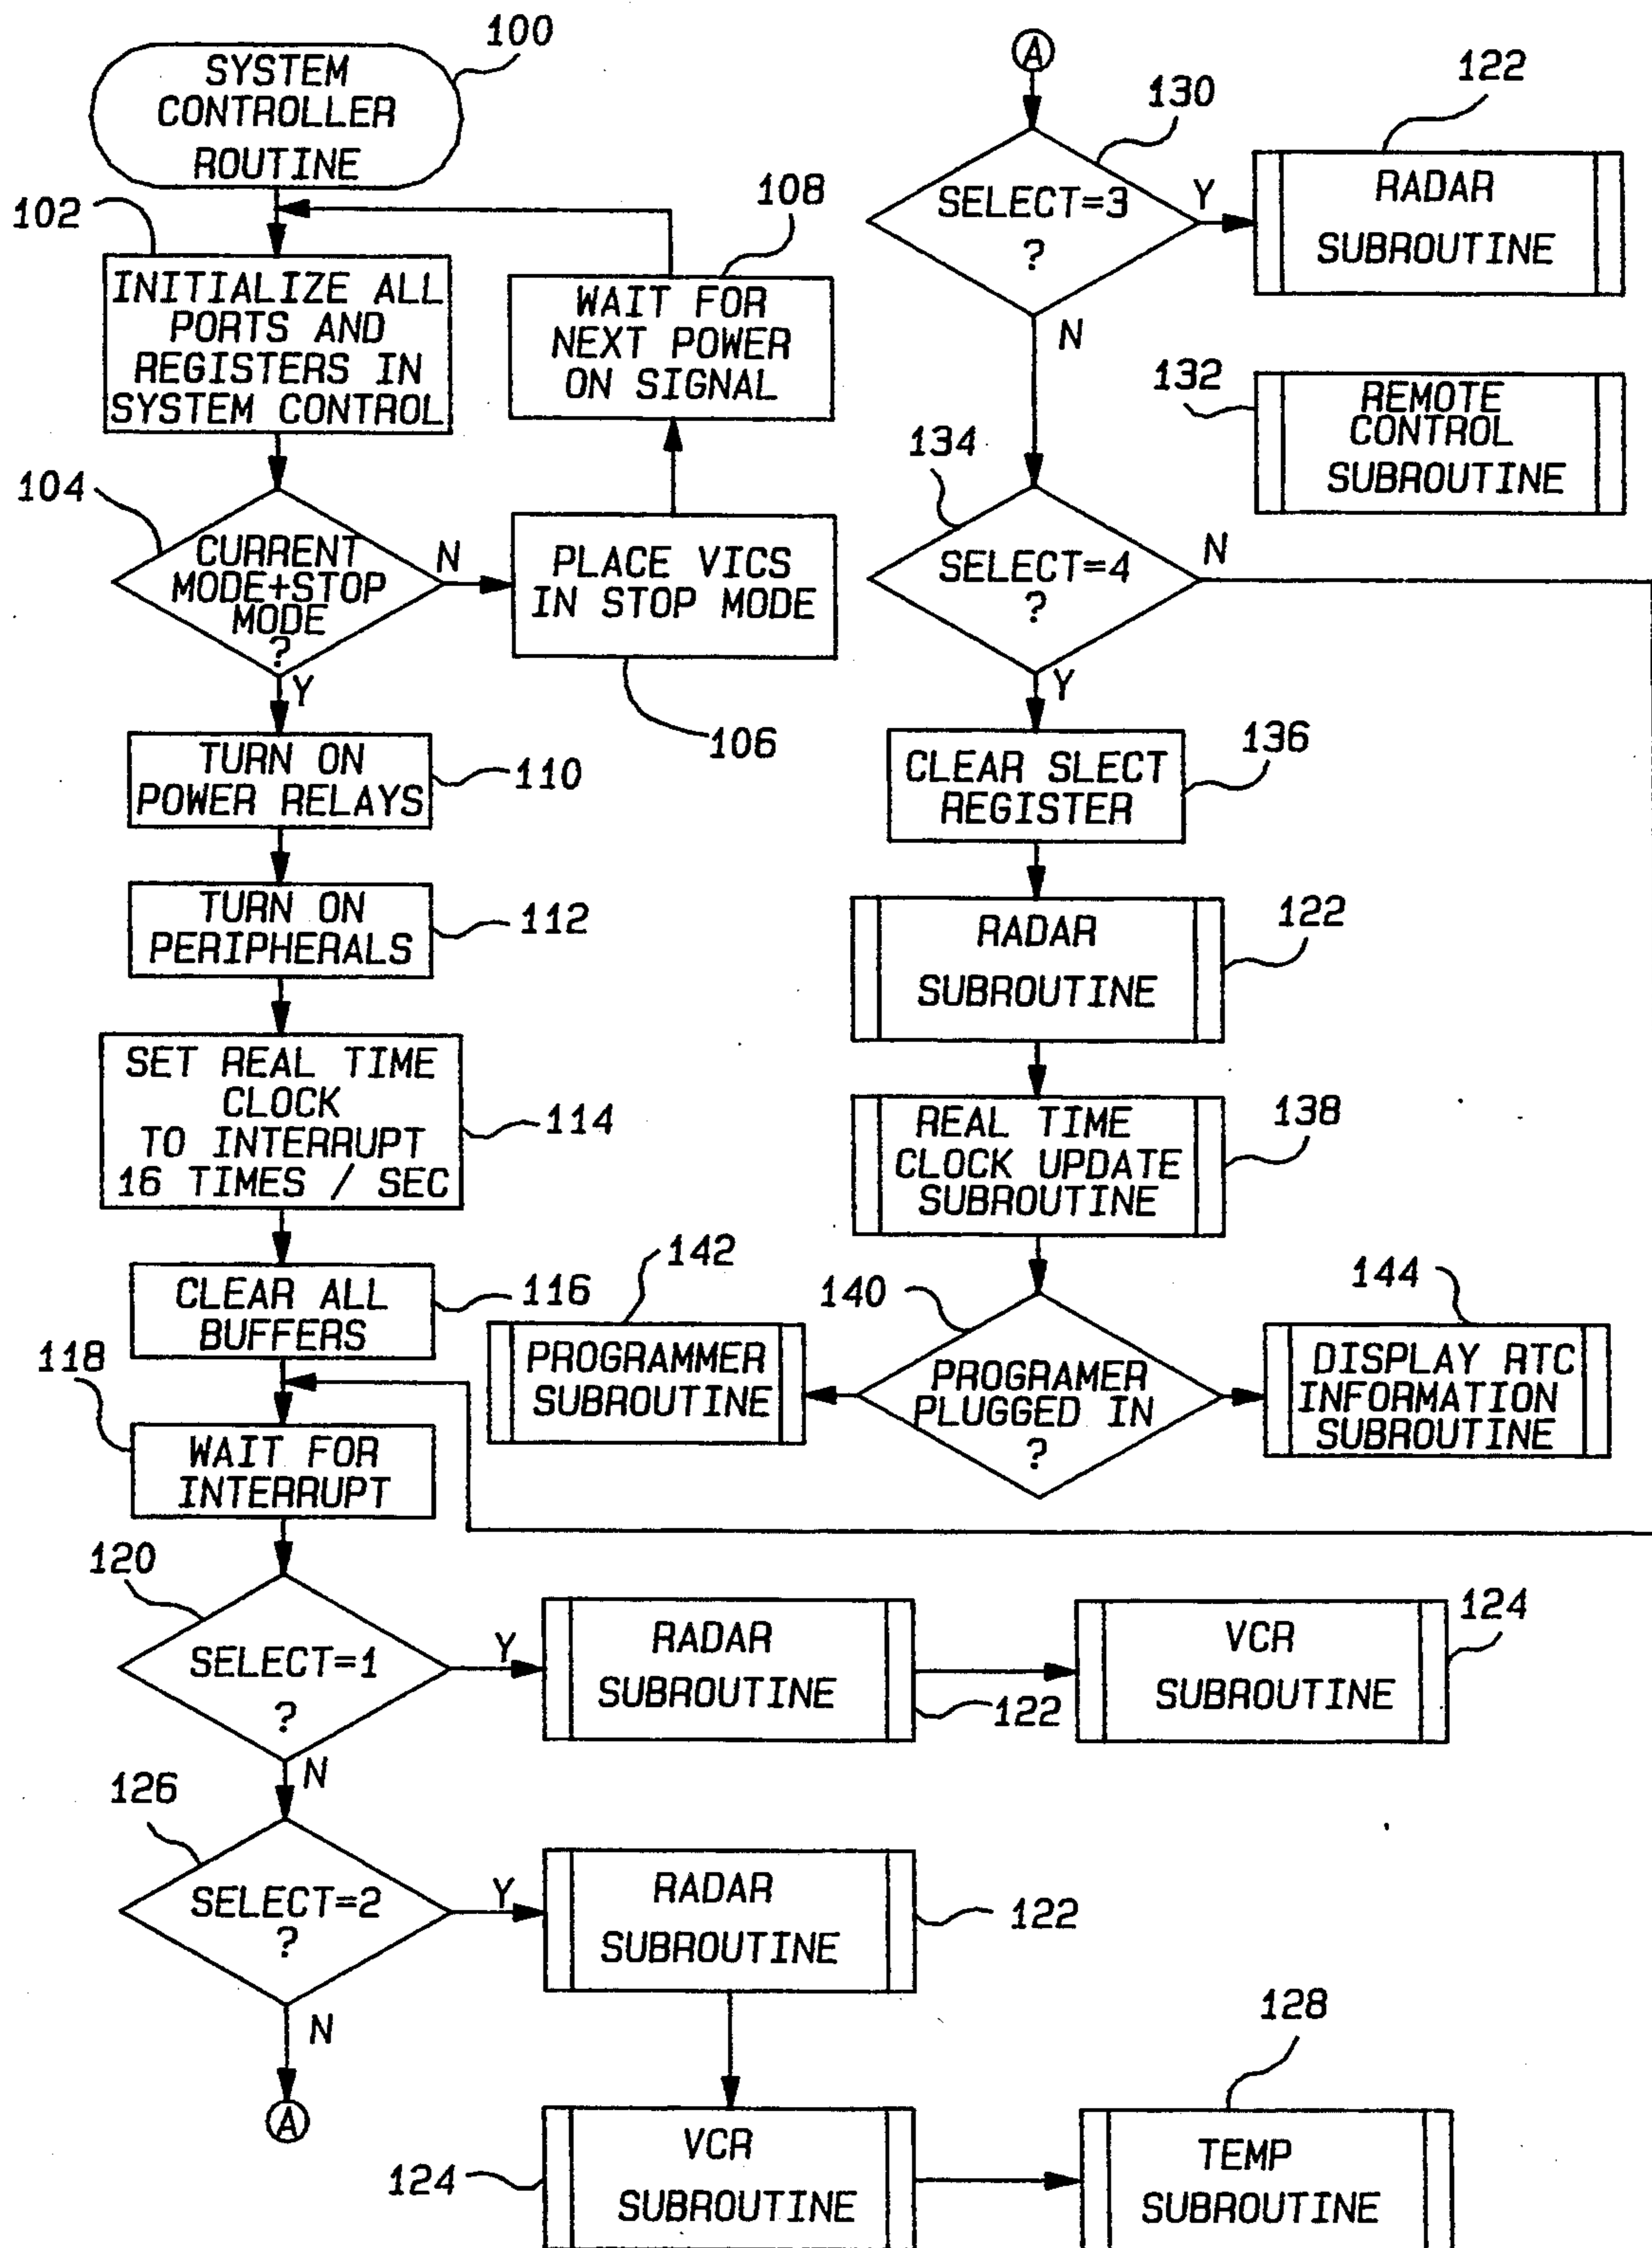 100
SYSTEM
CONTROLLER
ROUTINE
102
INITIALIZE ALL
PORTS AND
REGISTERS IN
SYSTEM CONTROL
108
WAIT FOR
NEXT POWER
ON SIGNAL
104
CURRENT
MODE+STOP
MODE
?
N
Y
PLACE VICS
IN STOP MODE
106
TURN ON
POWER RELAYS
110
TURN ON
PERIPHERALS
112
SET REAL TIME
CLOCK
TO INTERRUPT
16 TIMES / SEC
114
CLEAR ALL
BUFFERS
116
118
WAIT FOR
INTERRUPT
120
SELECT=1
?
Y
N
RADAR
SUBROUTINE
122
VCR
SUBROUTINE
124
126
SELECT=2
?
Y
N
A
RADAR
SUBROUTINE
122
124
VCR
SUBROUTINE
128
TEMP
SUBROUTINE
A
130
SELECT=3
?
Y
N
122
RADAR
SUBROUTINE
132
REMOTE
CONTROL
SUBROUTINE
134
SELECT=4
?
N
Y
CLEAR SLECT
REGISTER
136
RADAR
SUBROUTINE
122
REAL TIME
CLOCK UPDATE
SUBROUTINE
138
140
PROGRAMER
PLUGGED IN
?
142
PROGRAMMER
SUBROUTINE
144
DISPLAY RTC
INFORMATION
SUBROUTINE